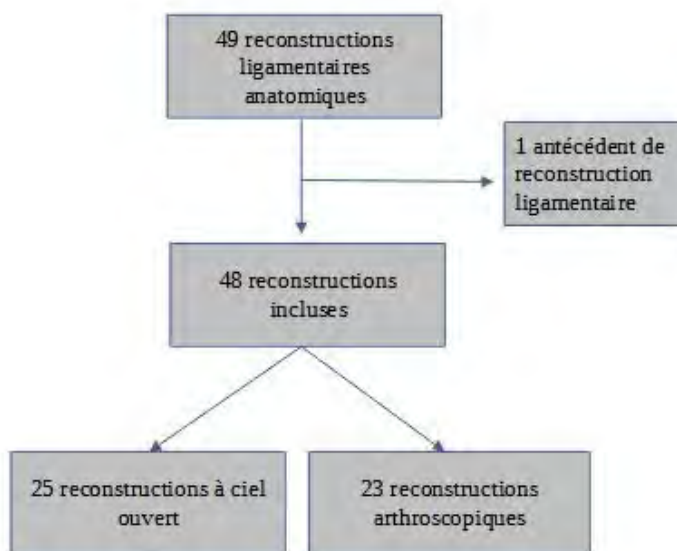 49 reconstructions
ligamentaires
anatomiques
1 antécédent de
reconstruction
ligamentaire
48 reconstructions
incluses
25 reconstructions à ciel
ouvert
23 reconstructions
arthroscopiques